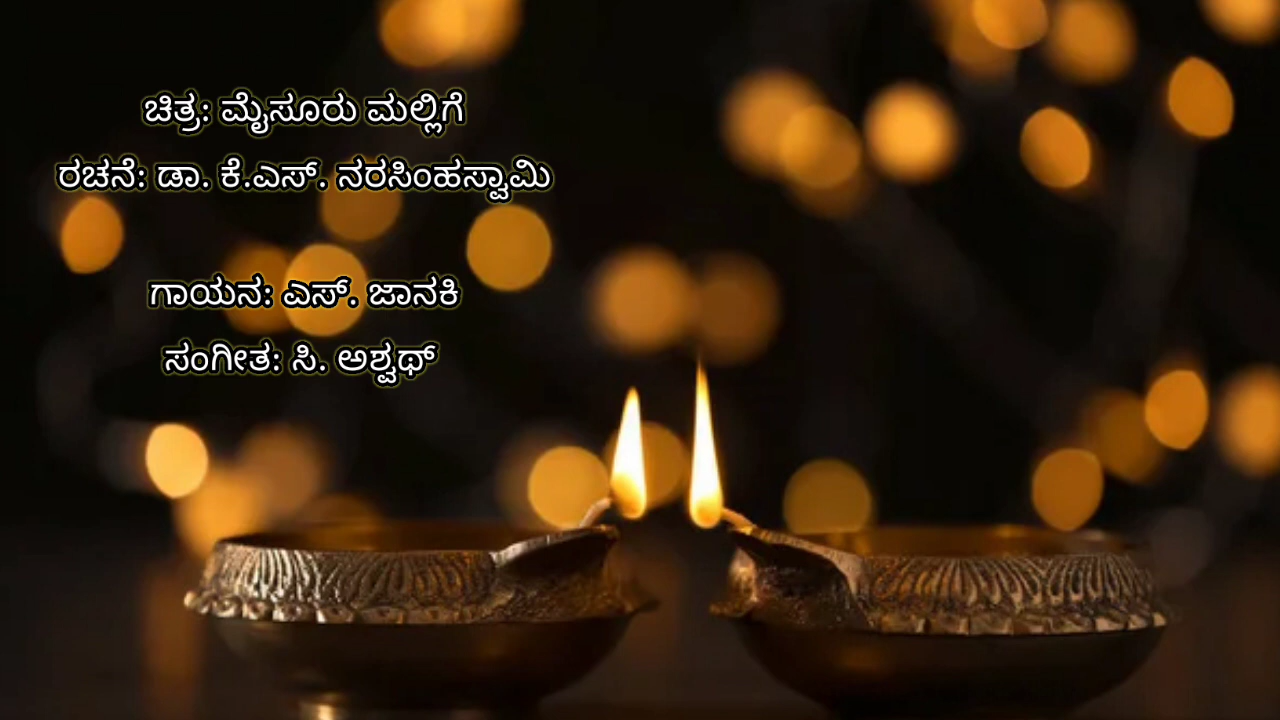 ಚಿತ್ರ: ಮೈಸೂರು ಮಲ್ಲಿಗೆ
ರಚನೆ: ಡಾ. ಕೆ.ಎಸ್. ನರಸಿಂಹಸ್ವಾಮಿ
ಗಾಯನ: ಎಸ್. ಜಾನಕಿ
ಸಂಗೀತ: ಸಿ. ಅಶ್ವಥ್